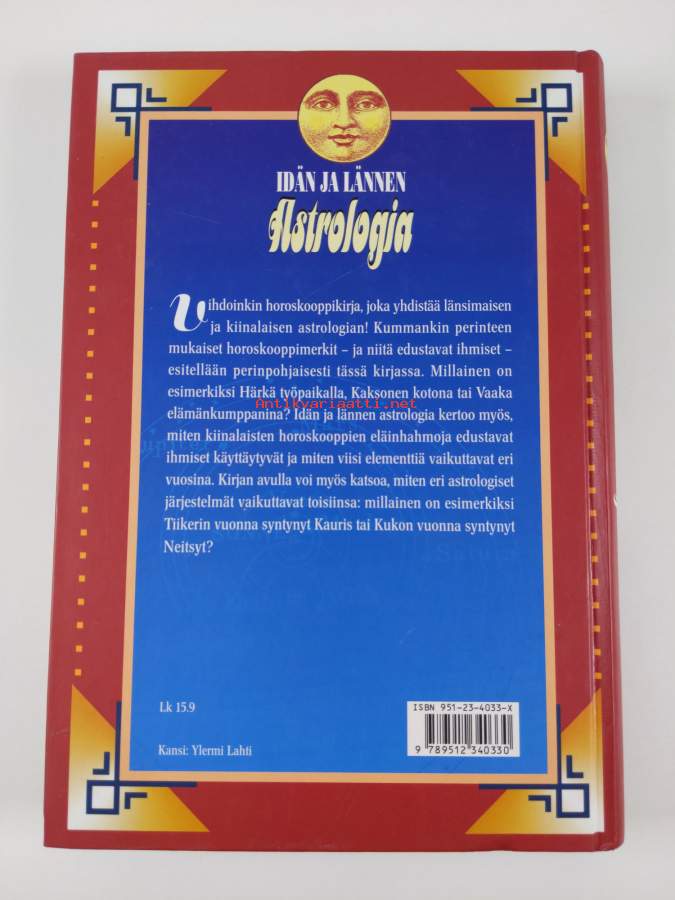 IDÄN JA LÄNNEN
Astrologia
Vihdoinkin horoskooppikirja, joka yhdistää länsimaisen
ja kiinalaisen astrologian! Kummankin perinteen
mukaiset horoskooppimerkit – ja niitä edustavat ihmiset –
esitellään perinpohjaisesti tässä kirjassa. Millainen on
esimerkiksi Härkä työpaikalla, Kaksonen kotona tai Vaaka
Antikvariaatti.net
elämänkumppanina? Idän ja lännen astrologia kertoo myös,
miten kiinalaisten horoskooppien eläinhahmoja edustavat
ihmiset käyttäytyvät ja miten viisi elementtiä vaikuttavat eri
vuosina. Kirjan avulla voi myös katsoa, miten eri astrologiset
järjestelmät vaikuttavat toisiinsa: millainen on esimerkiksi
Tiikerin vuonna syntynyt Kauris tai Kukon vuonna syntynyt
Neitsyt?
Lk 15.9
Kansi: Ylermi Lahti
ISBN 951-23-4033-X
9 789512 340330